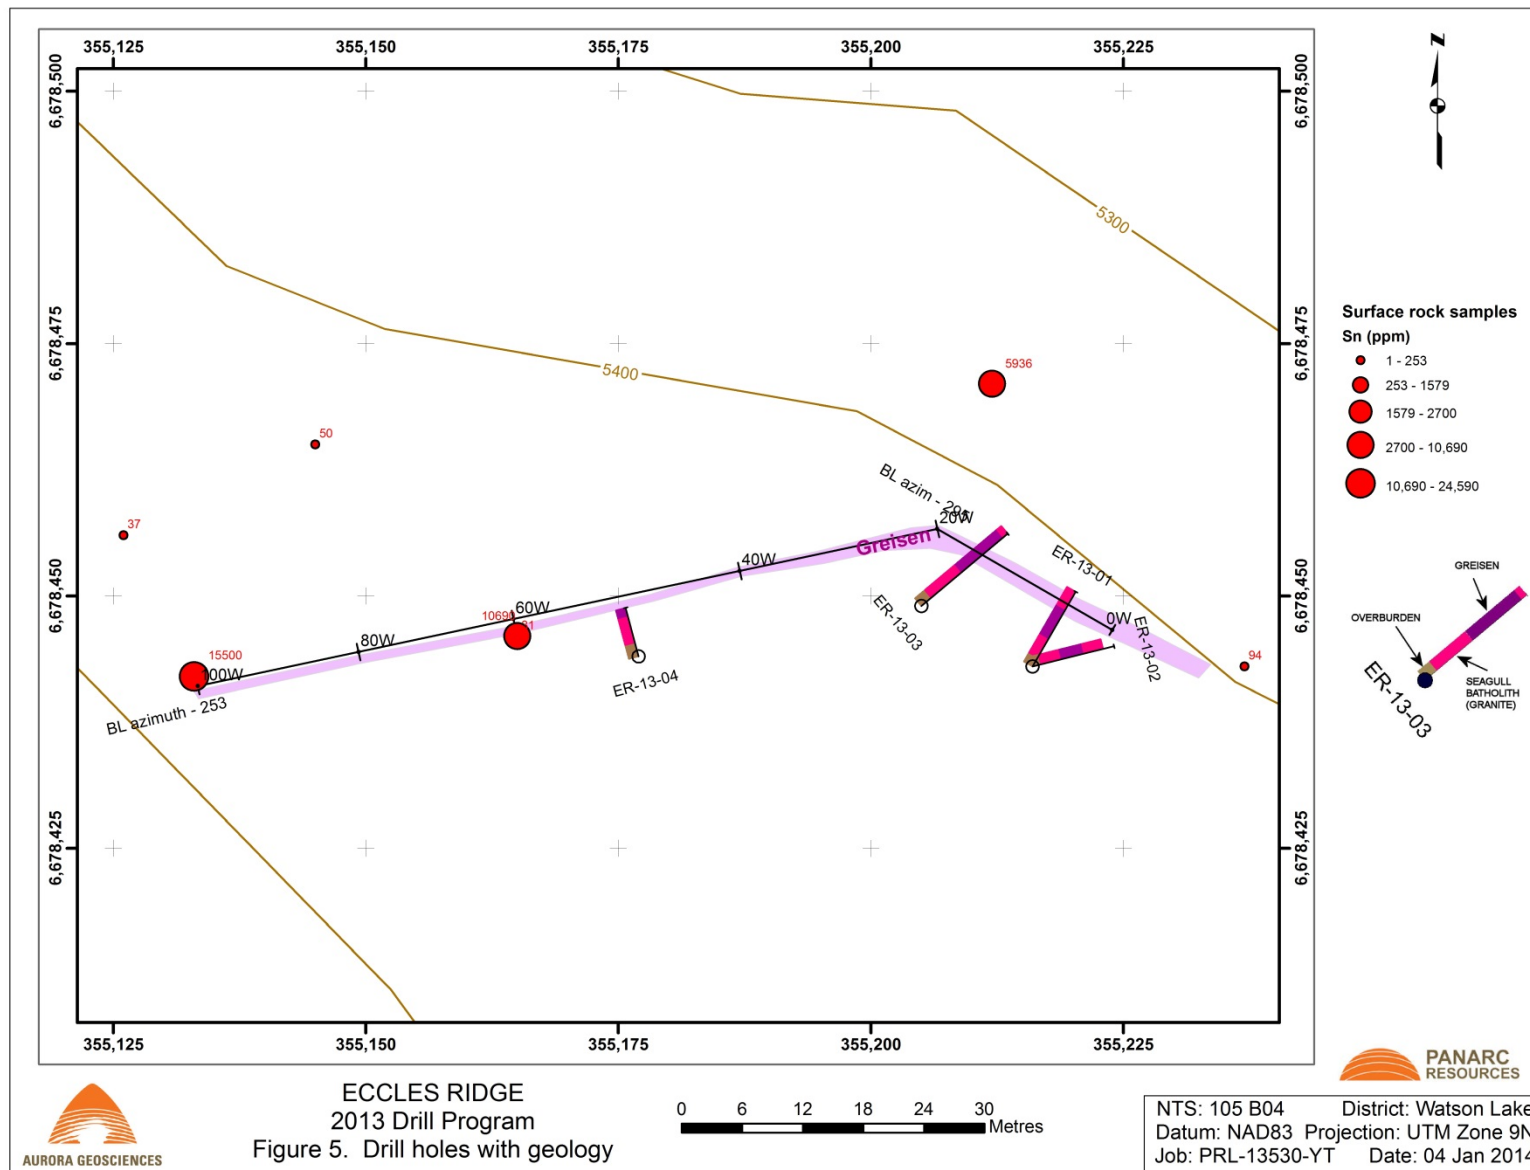 355,125 355,150 355,175 355,200 355,225
6,678,500 6,678,500
N
5300
6,678,475 6,678,475
5400
5936
50
37
BL azim - 295
20W
Greisen
40W
ER-13-01
6,678,450 6,678,450
ER-13-03
0W
ER-13-02
60W
10690
31
80W
15500
100W
94
ER-13-04
BL azimuth - 253
6,678,425 6,678,425
355,125 355,150 355,175 355,200 355,225
Surface rock samples
Sn (ppm)
1 - 253
253 - 1579
1579 - 2700
2700 - 10,690
10,690 - 24,590
GREISEN
OVERBURDEN
SEAGULL
BATHOLITH
(GRANITE)
ER-13-03
AURORA GEOSCIENCES
ECCLES RIDGE
2013 Drill Program
Figure 5. Drill holes with geology
0 6 12 18 24 30
Metres
PANARC
RESOURCES
NTS: 105 B04 District: Watson Lake
Datum: NAD83 Projection: UTM Zone 9N
Job: PRL-13530-YT Date: 04 Jan 2014